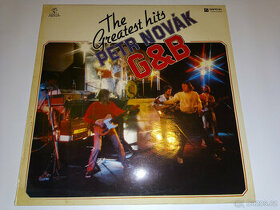 The
Greatest hits
PETR NOVÁK
G&B